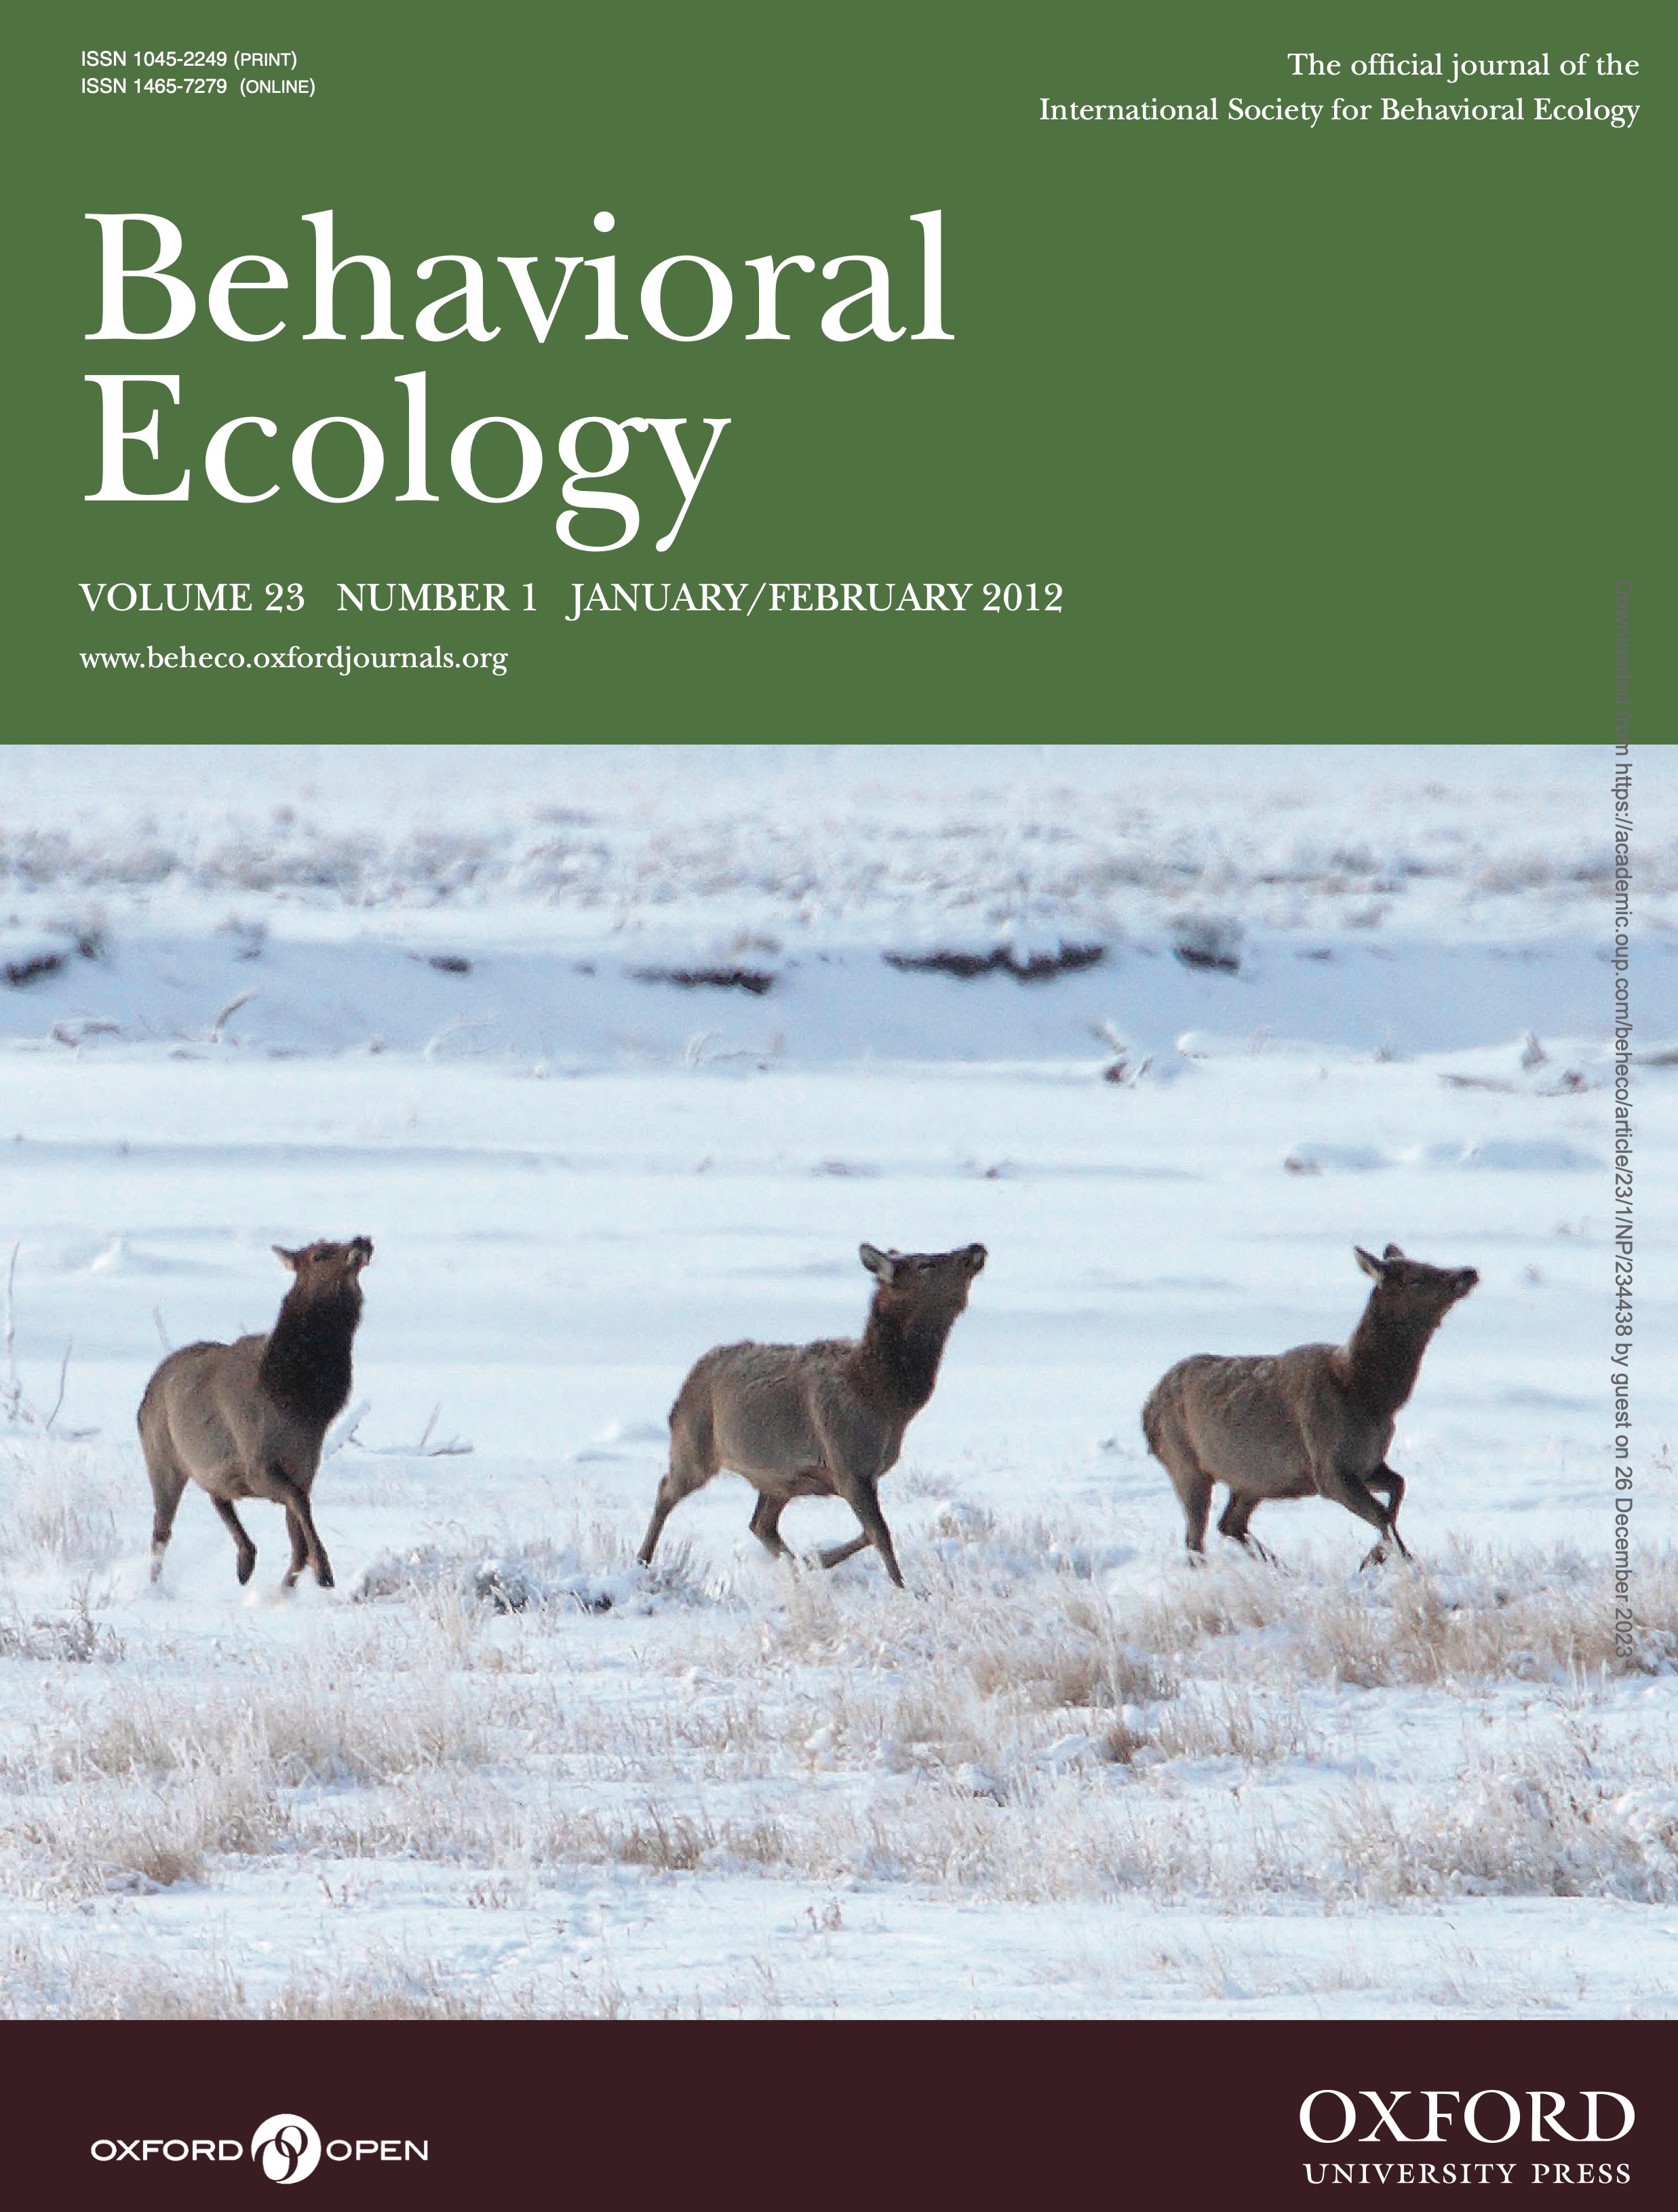 ISSN 1045-2249 (PRINT)
ISSN 1465-7279 (ONLINE)
The official journal of the
International Society for Behavioral Ecology
Behavioral
Ecology
VOLUME 23 NUMBER 1 JANUARY/FEBRUARY 2012
www.beheco.oxfordjournals.org
Downloaded from https://academic.oup.com/beheco/article/23/1/NP/234438 by guest on 26 December 2023
OXFORD OPEN
OXFORD
UNIVERSITY PRESS